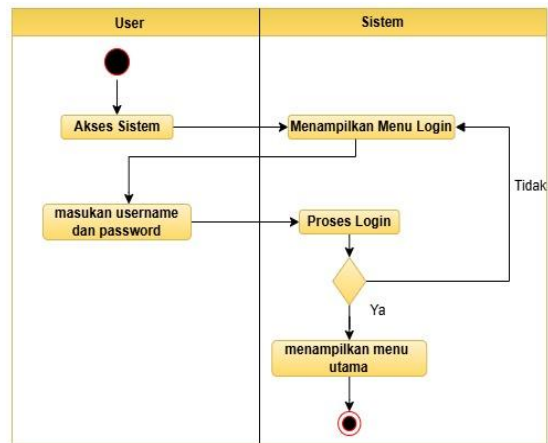 User
Sistem
Akses Sistem
Menampilkan Menu Login
Tidak
masukan username
dan password
Proses Login
Ya
menampilkan menu
utama